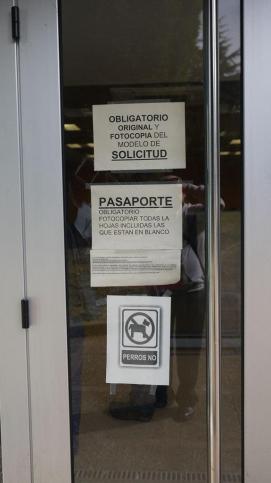 OBLIGATORIO
ORIGINAL Y
FOTOCOPIA DEL
MODELO DE
SOLICITUD
PASAPORTE
OBLIGATORIO
FOTOCOPIAR TODAS LA
HOJAS INCLUIDAS LAS
QUE ESTAN EN BLANCO
PERROS NO